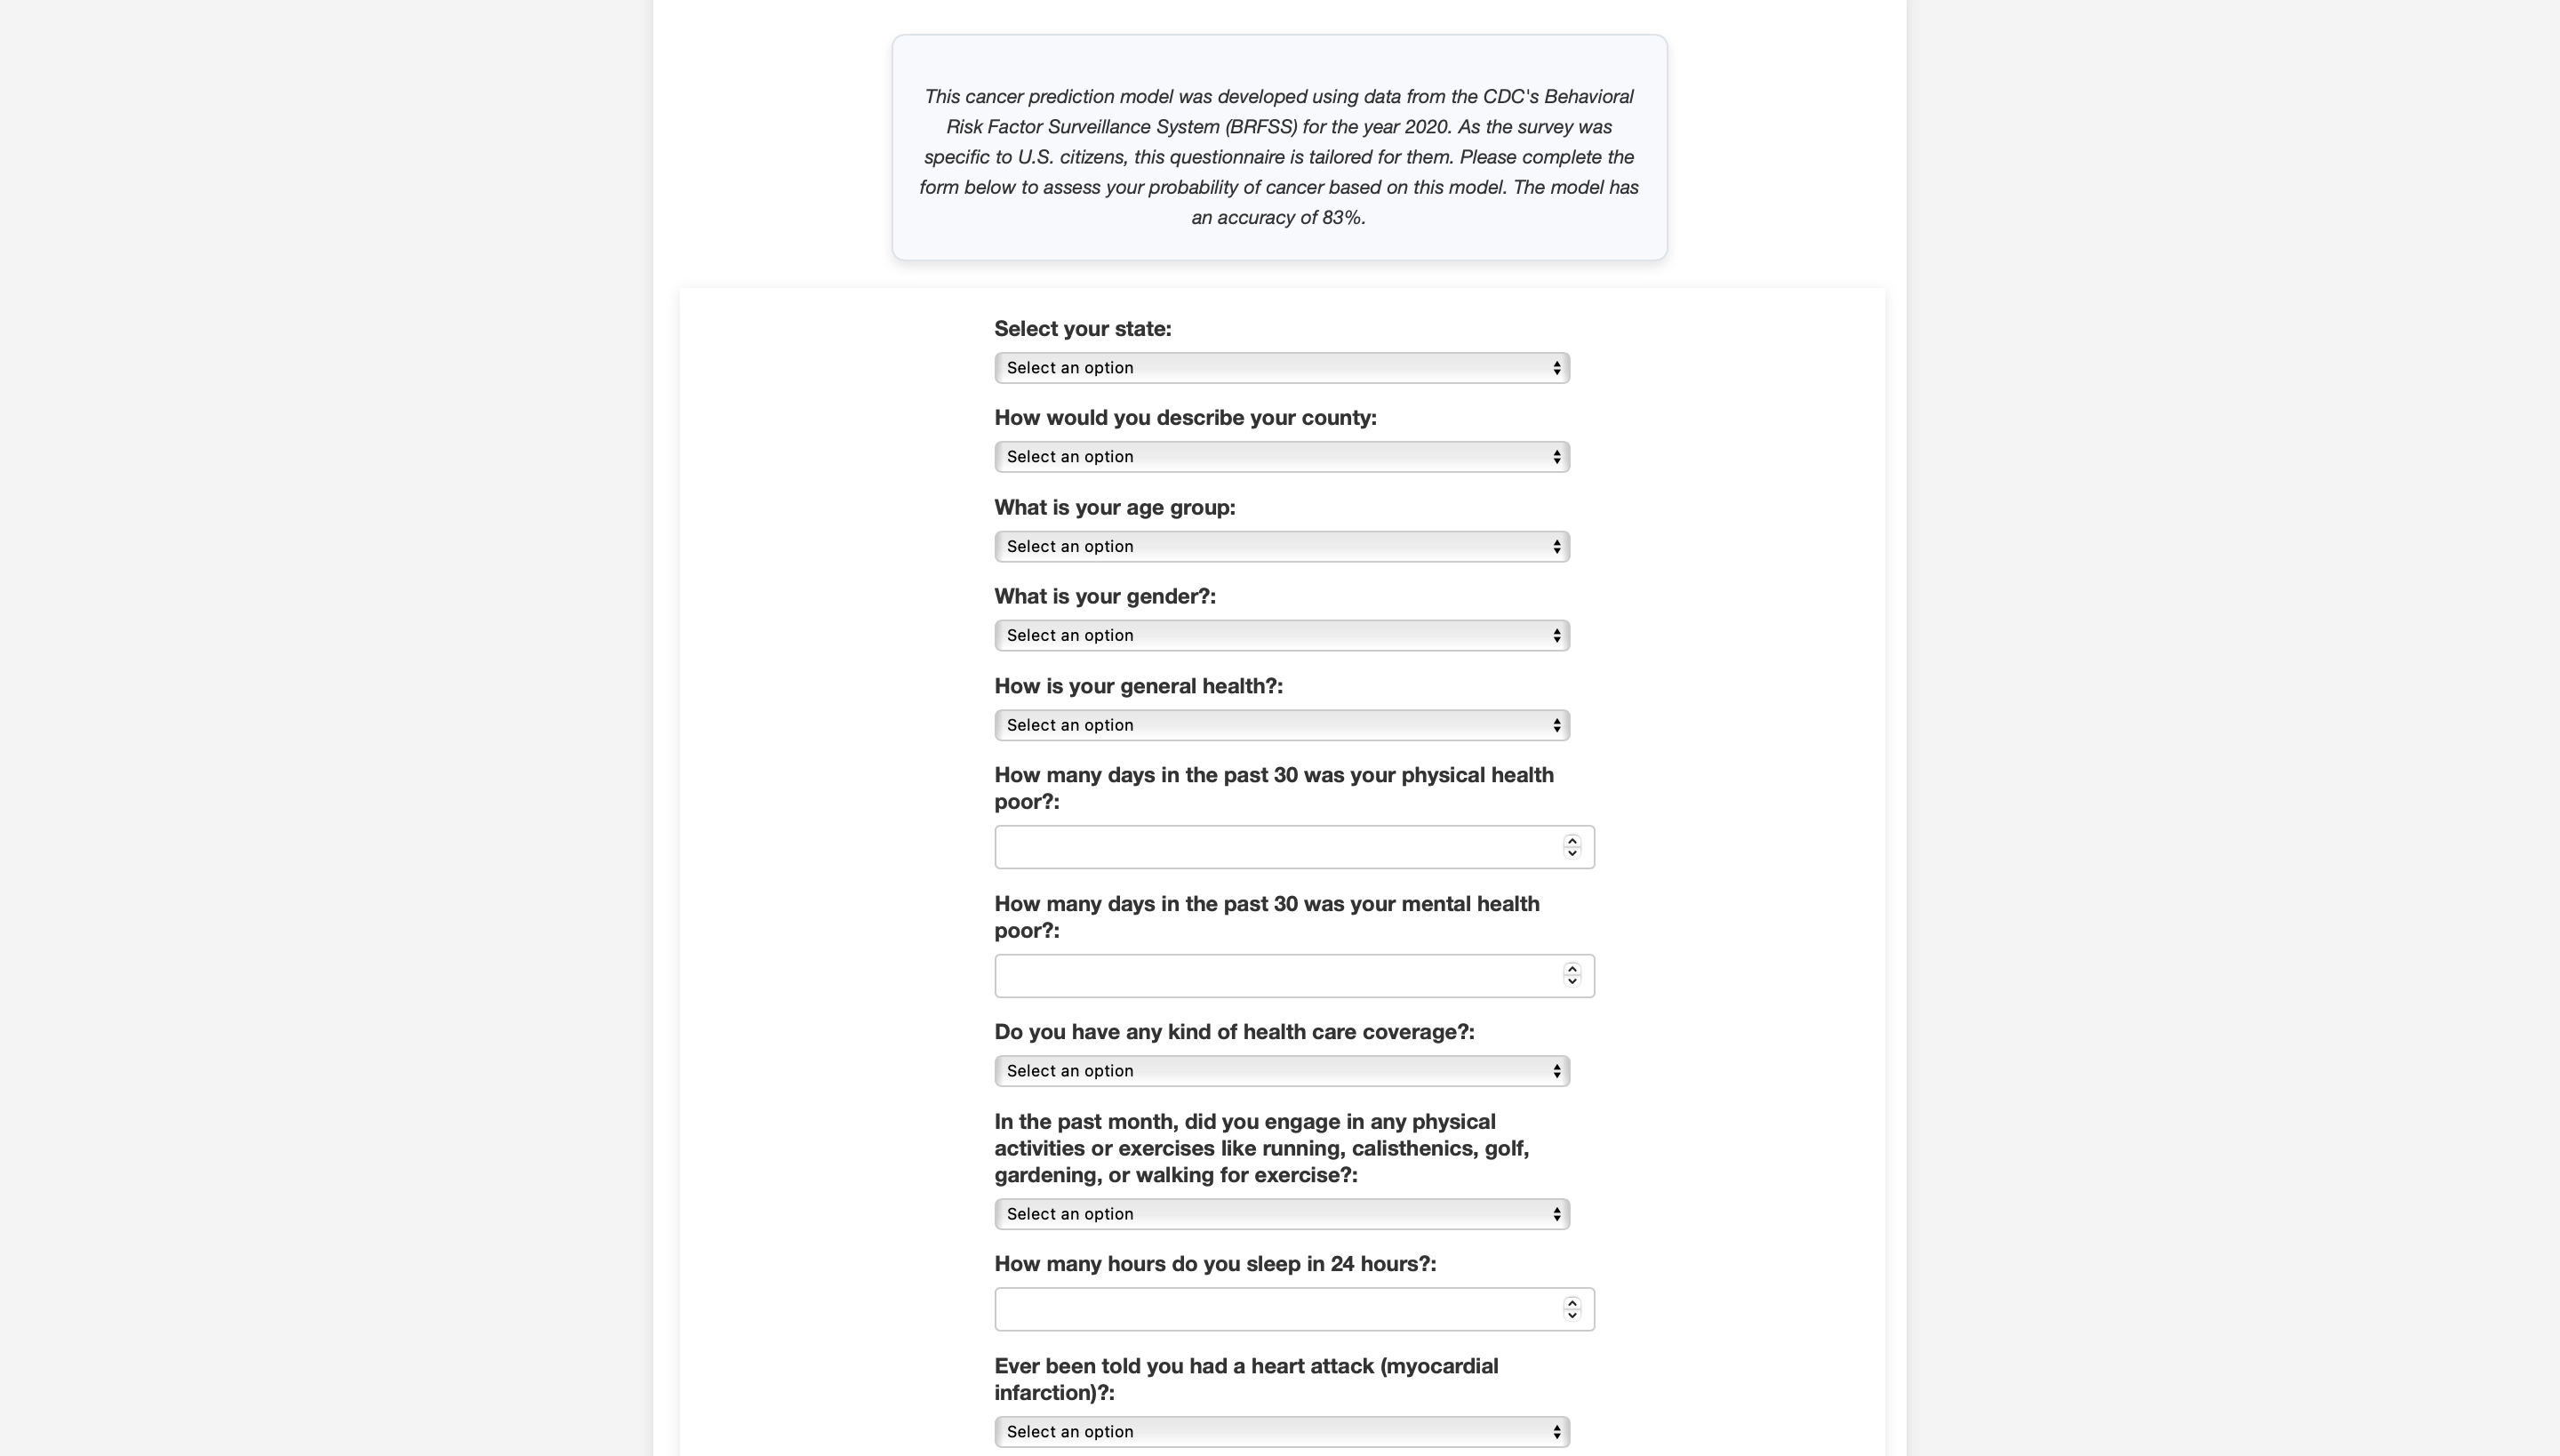 This cancer prediction model was developed using data from the CDC's Behavioral
Risk Factor Surveillance System (BRFSS) for the year 2020. As the survey was
specific to U.S. citizens, this questionnaire is tailored for them. Please complete the
form below to assess your probability of cancer based on this model. The model has
an accuracy of 83%.
Select your state:
Select an option
How would you describe your county:
Select an option
What is your age group:
Select an option
What is your gender?:
Select an option
How is your general health?:
Select an option
How many days in the past 30 was your physical health
poor?:
How many days in the past 30 was your mental health
poor?:
Do you have any kind of health care coverage?:
Select an option
In the past month, did you engage in any physical
activities or exercises like running, calisthenics, golf,
gardening, or walking for exercise?:
Select an option
How many hours do you sleep in 24 hours?:
Ever been told you had a heart attack (myocardial
infarction)?:
Select an option